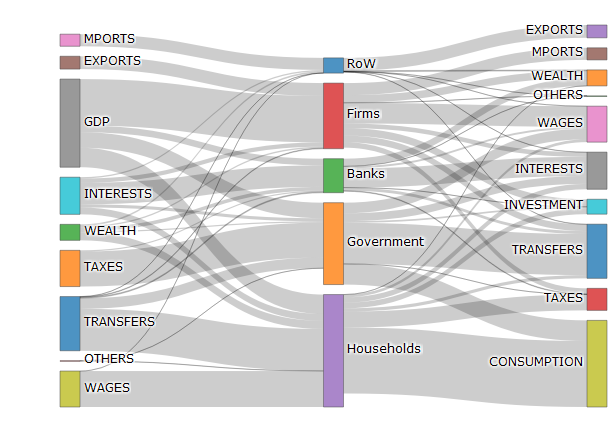 MPORTS
EXPORTS
GDP
INTERESTS
WEALTH
TAXES
TRANSFERS
OTHERS
WAGES
RoW
Firms
Banks
Government
Households
EXPORTS
MPORTS
WEALTH
OTHERS
WAGES
INTERESTS
INVESTMENT
TRANSFERS
TAXES
CONSUMPTION